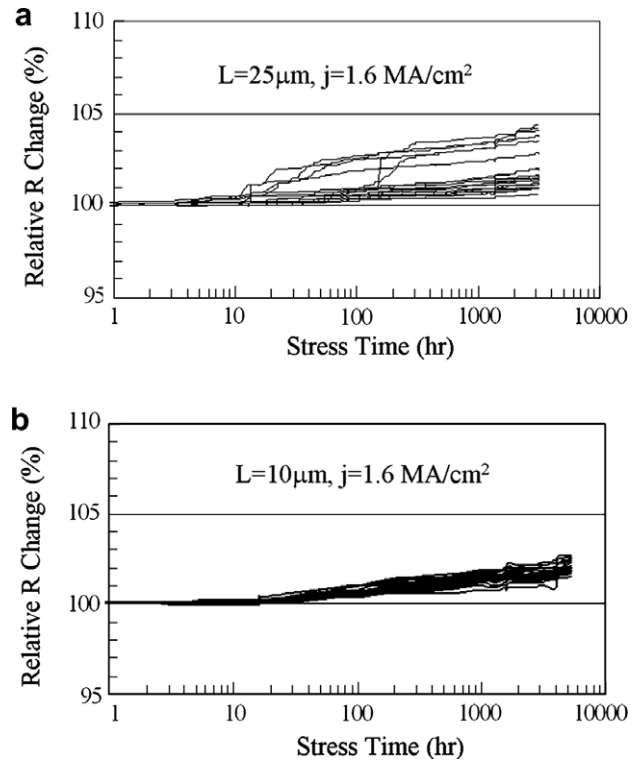 a
110
L=25µm, j=1.6 MA/cm²
105
100
95
Relative R Change (%)
1 10 100 1000 10000
Stress Time (hr)
b
110
L=10µm, j=1.6 MA/cm²
105
100
95
Relative R Change (%)
1 10 100 1000 10000
Stress Time (hr)